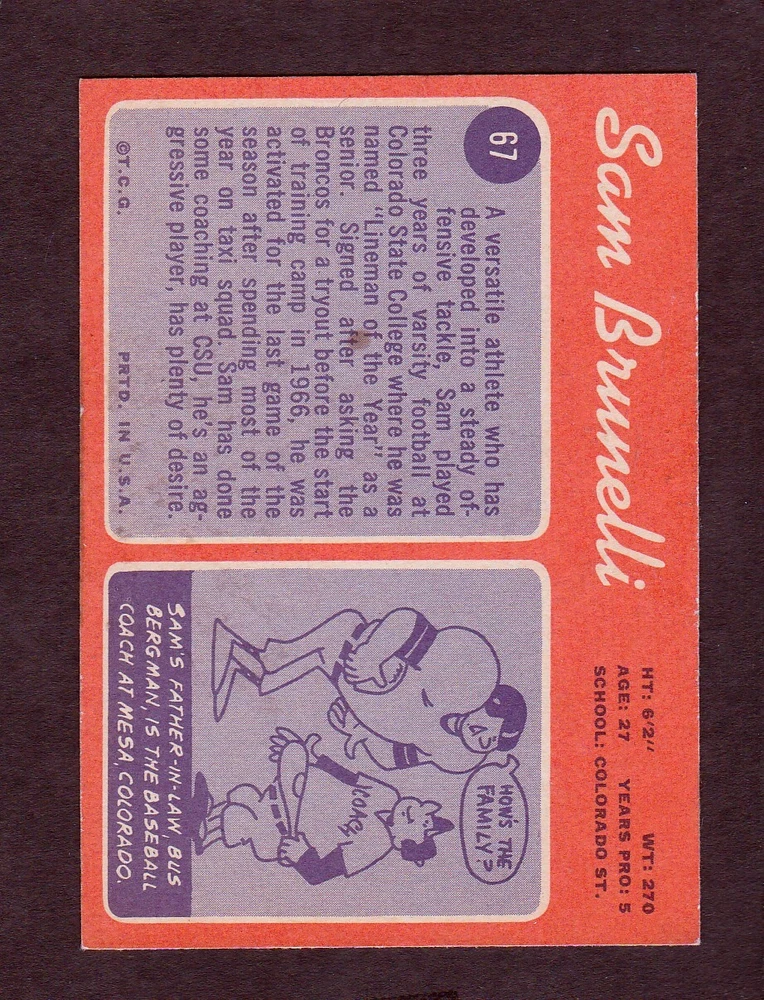 Sam Brunelli
HT: 6'2" WT: 270
AGE: 27 YEARS PRO: 5
SCHOOL: COLORADO ST.
67
A versatile athlete who has
developed into a steady of-
fensive tackle, Sam played
three years of varsity football at
Colorado State College where he was
named "Lineman of the Year" as a
senior. Signed after asking the
Broncos for a tryout before the start
of training camp in 1966, he was
activated for the last game of the
season after spending most of the
year on taxi squad. Sam has done
some coaching at CSU, he's an ag-
gressive player, has plenty of desire.
©T.C.G. PRTD. IN U.S.A.
HOW'S THE
FAMILY?
SAM'S FATHER-IN-LAW, BUS
BERGMAN, IS THE BASEBALL
COACH AT MESA, COLORADO.